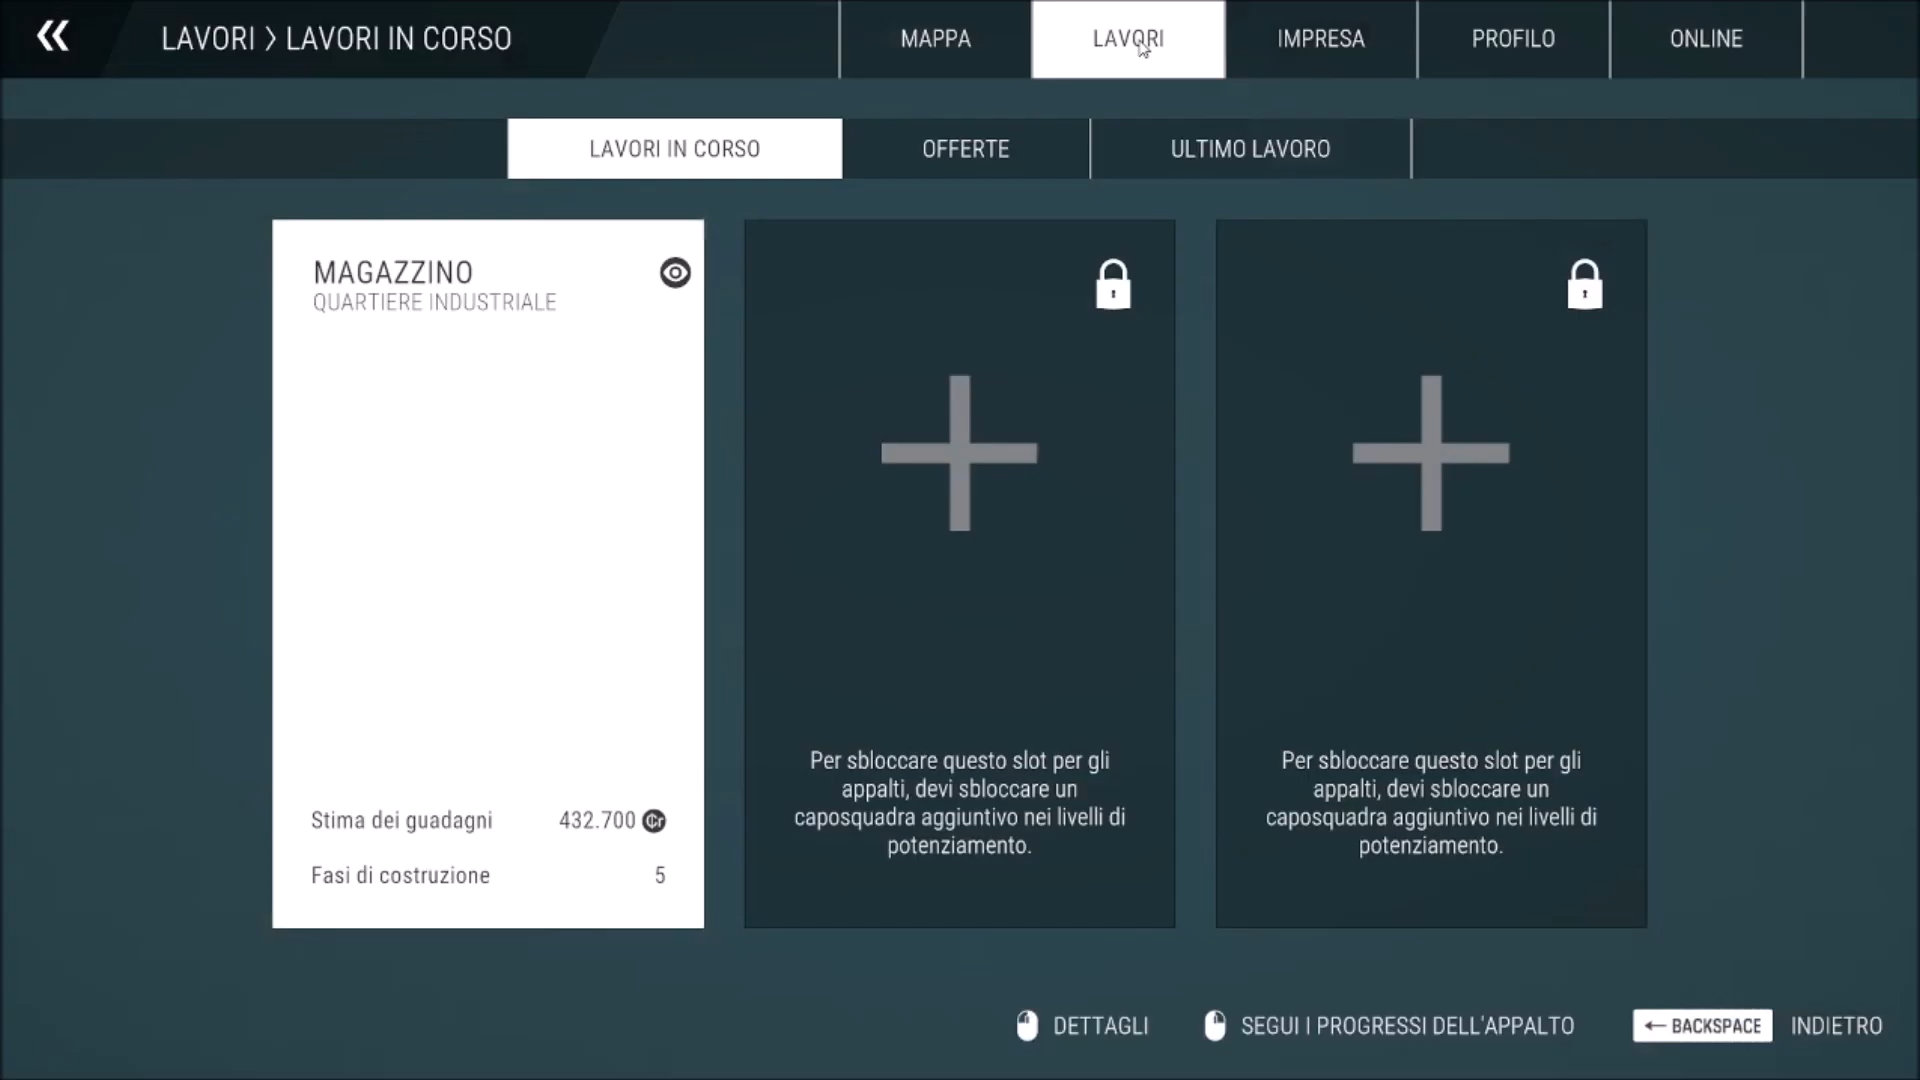 LAVORI > LAVORI IN CORSO
MAPPA
LAVORI
IMPRESA
PROFILO
ONLINE
LAVORI IN CORSO
OFFERTE
ULTIMO LAVORO
MAGAZZINO
QUARTIERE INDUSTRIALE
Stima dei guadagni 432.700
Fasi di costruzione 5
Per sbloccare questo slot per gli
appalti, devi sbloccare un
caposquadra aggiuntivo nei livelli di
potenziamento.
Per sbloccare questo slot per gli
appalti, devi sbloccare un
caposquadra aggiuntivo nei livelli di
potenziamento.
DETTAGLI
SEGUI I PROGRESSI DELL'APPALTO
← BACKSPACE INDIETRO